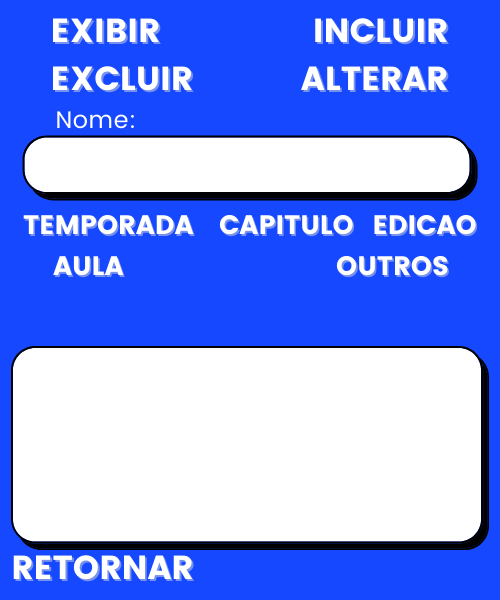 EXIBIR INCLUIR
EXCLUIR ALTERAR
Nome:
TEMPORADA CAPITULO EDICAO
AULA OUTROS
RETORNAR